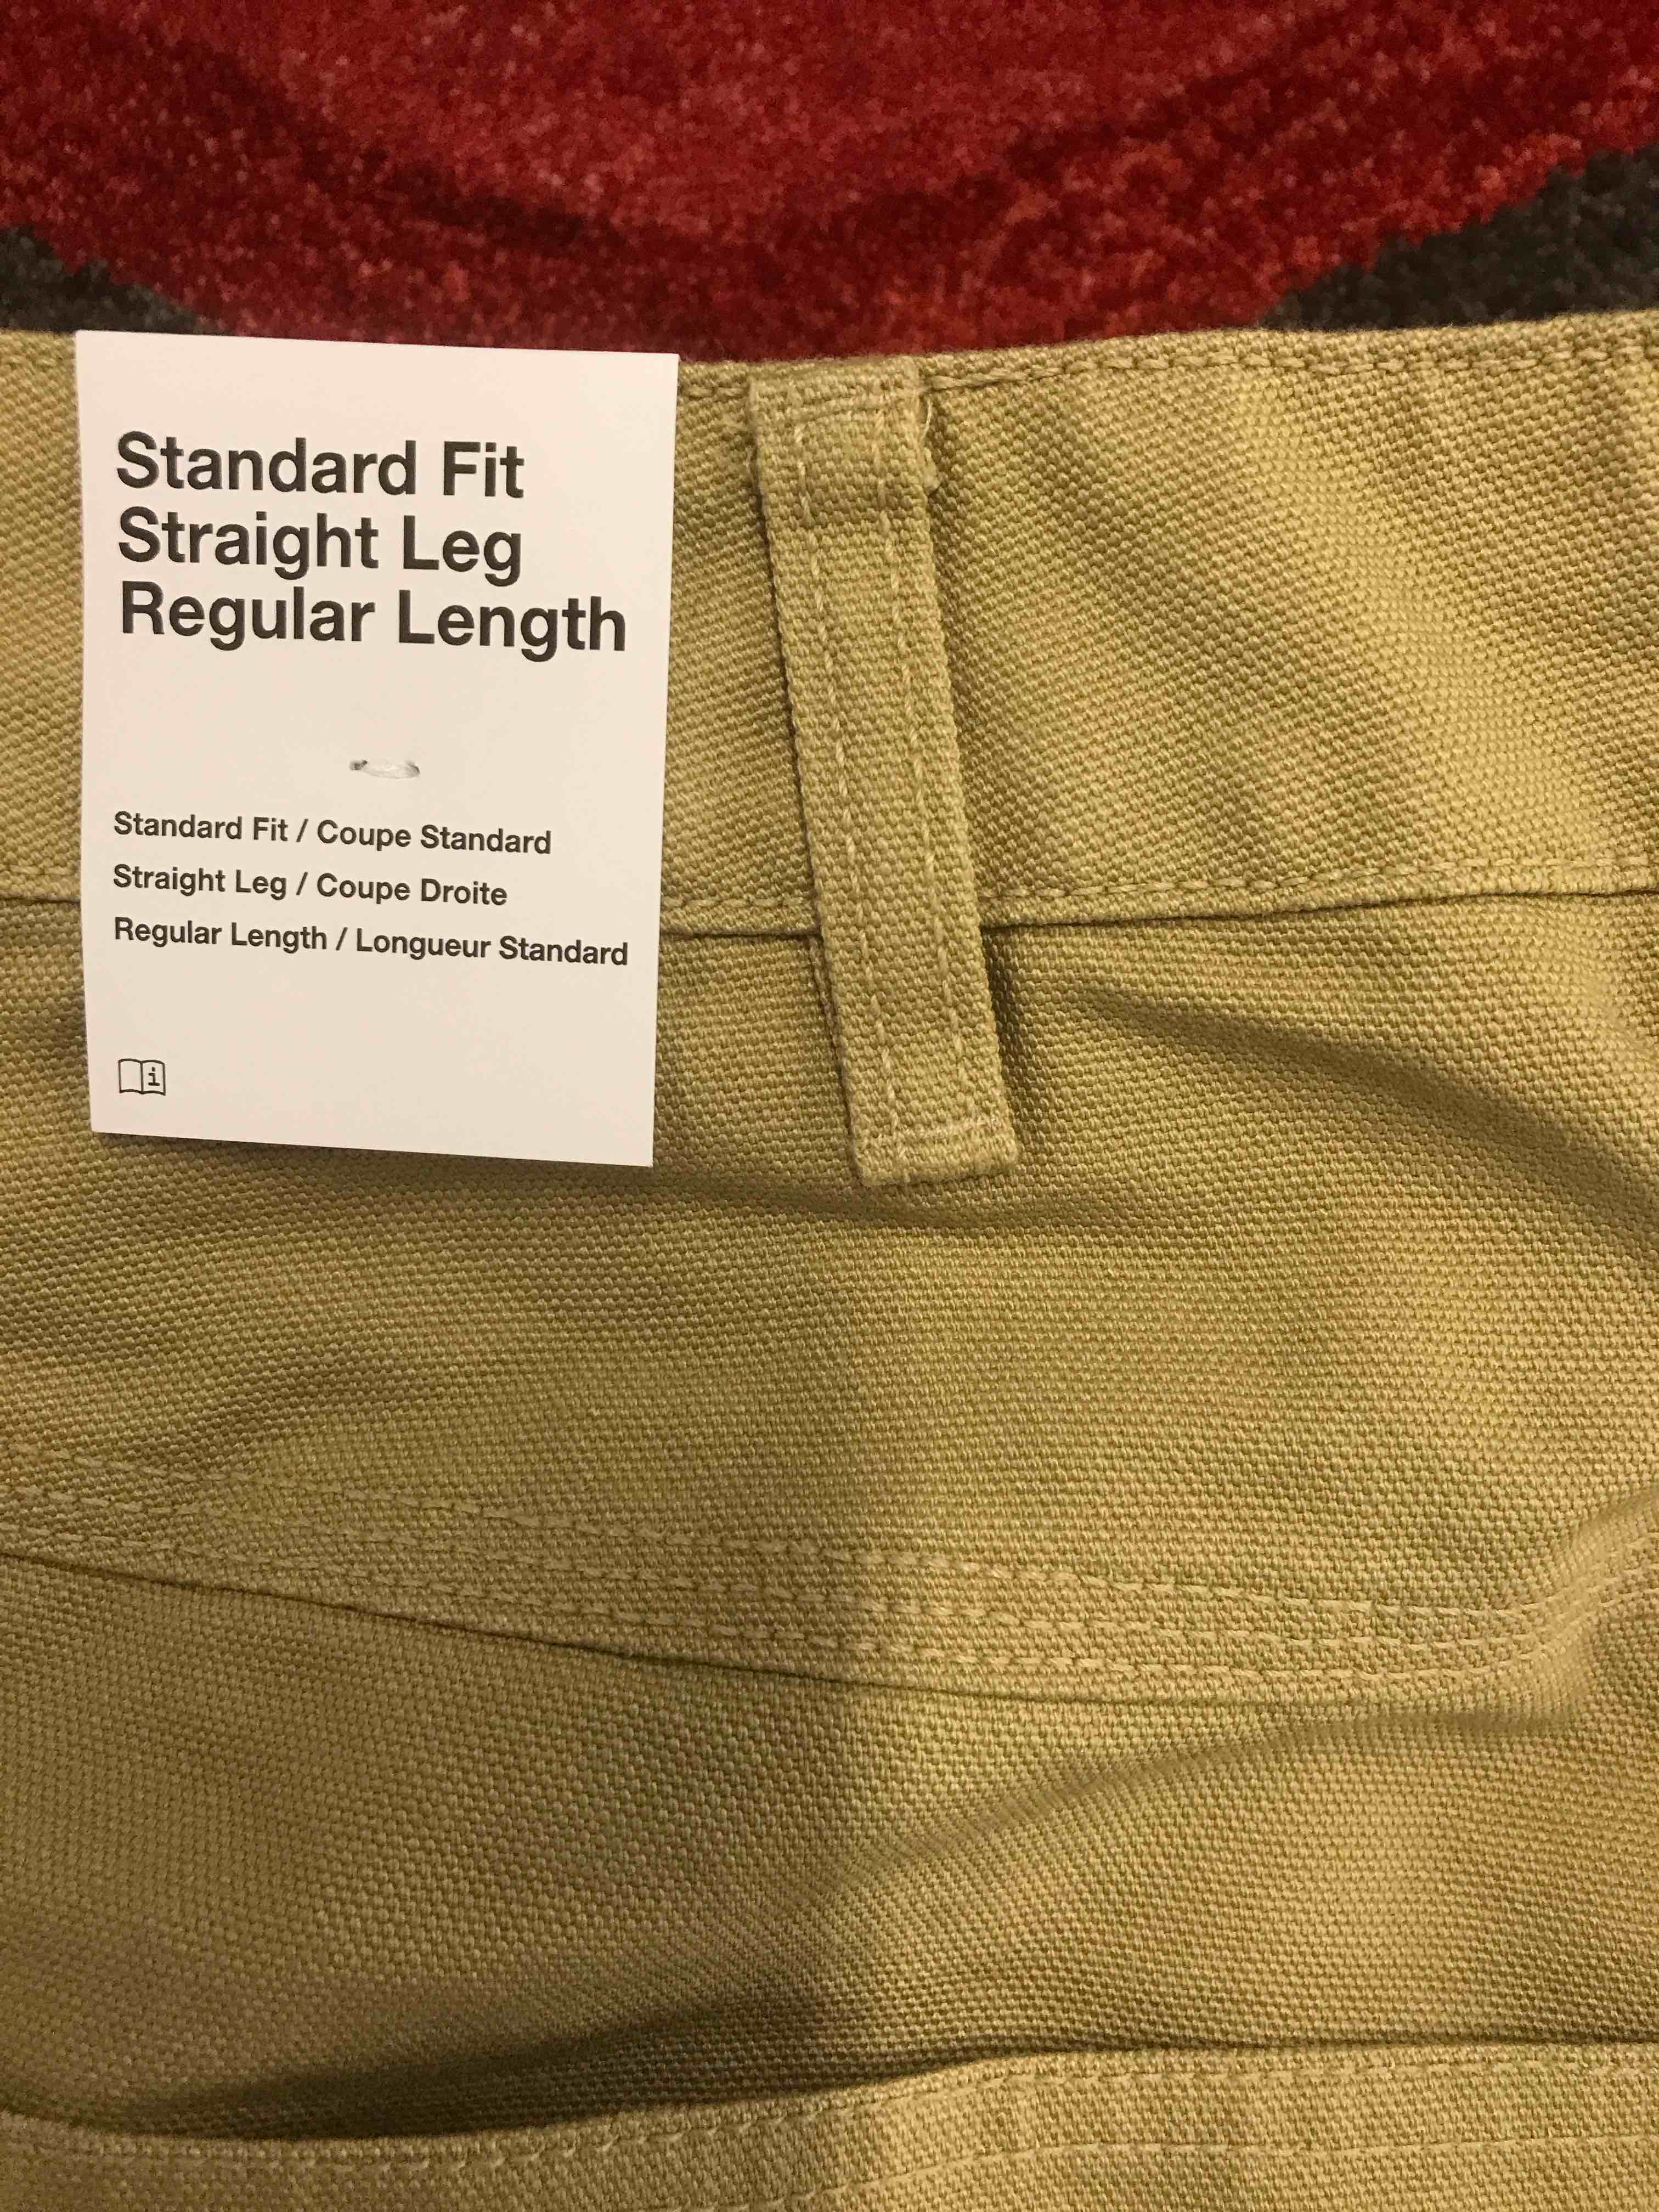 Standard Fit
Straight Leg
Regular Length
Standard Fit / Coupe Standard
Straight Leg / Coupe Droite
Regular Length / Longueur Standard
i